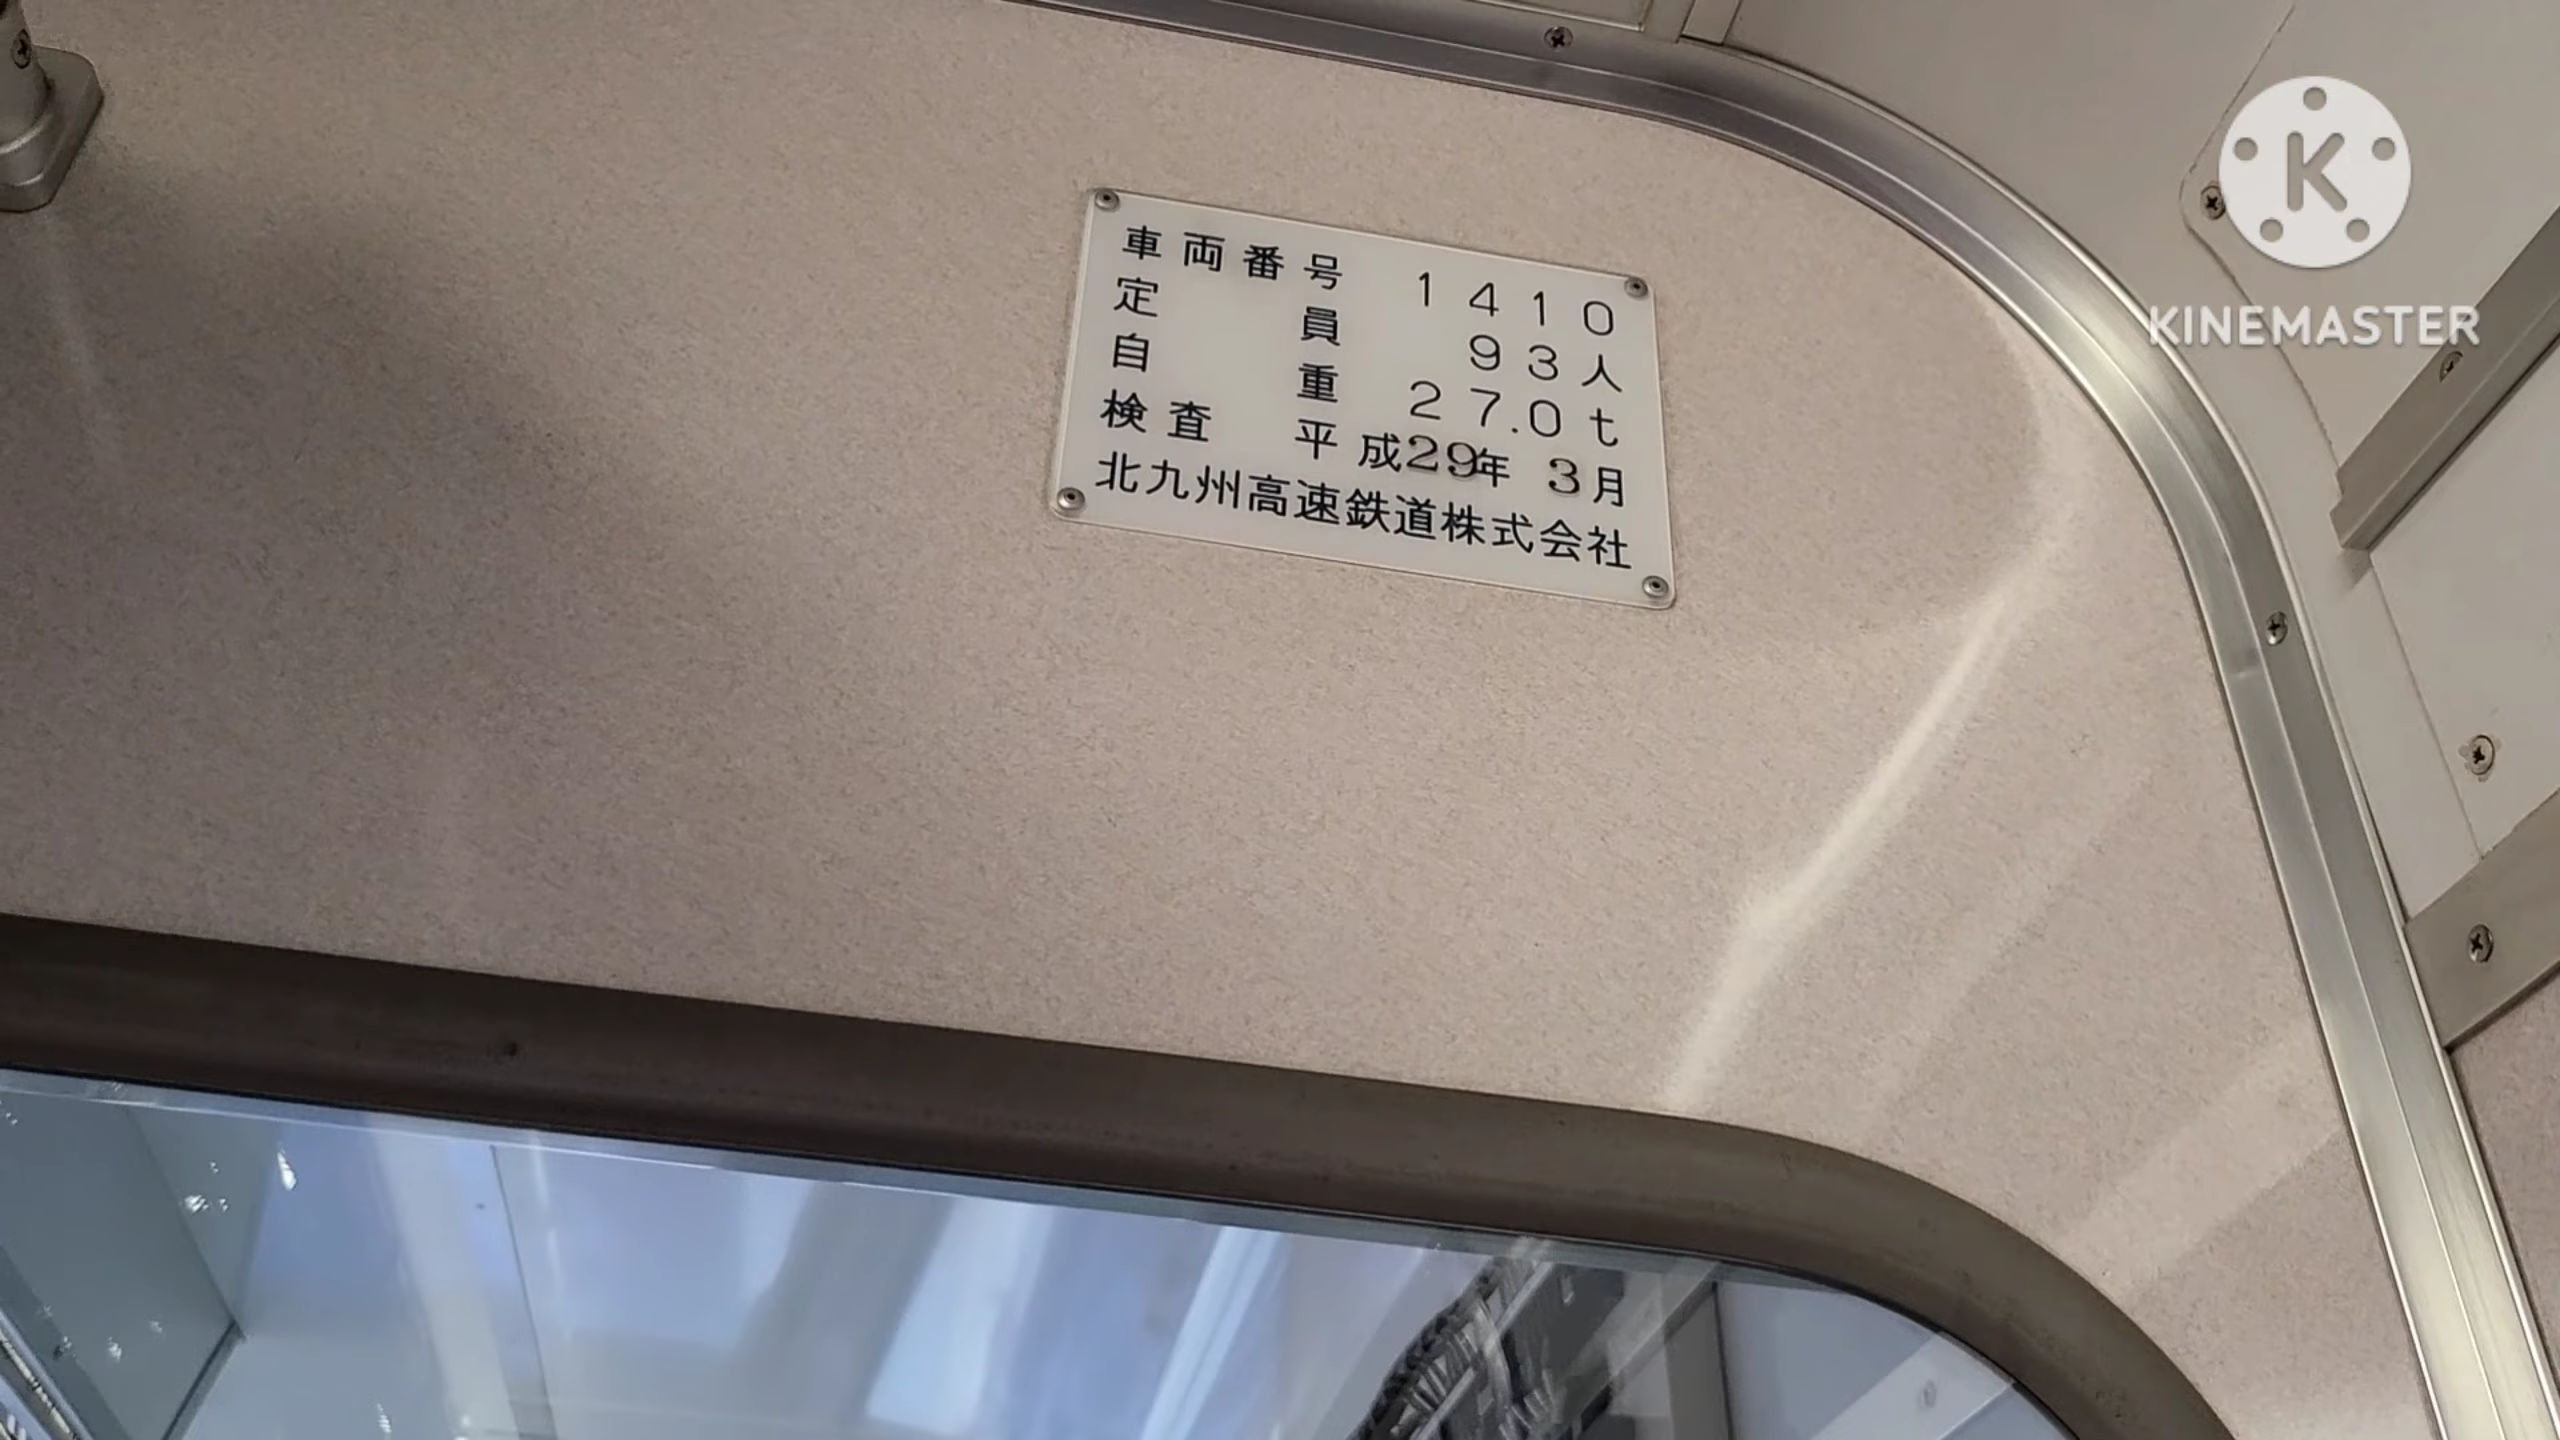 車両番号 1410
定員 93人
自重 27.0t
検査 平成29年 3月
北九州高速鉄道株式会社
K
KINEMASTER